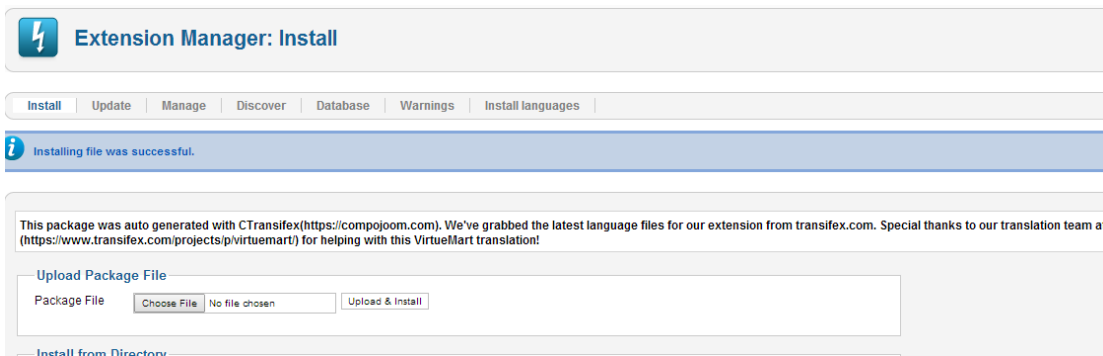 Extension Manager: Install
Install Update Manage Discover Database Warnings Install languages
Installing file was successful.
This package was auto generated with CTransifex(https://compojoom.com). We've grabbed the latest language files for our extension from transifex.com. Special thanks to our translation team a
(https://www.transifex.com/projects/p/virtuemart/) for helping with this VirtueMart translation!
Upload Package File
Package File Choose File No file chosen Upload & Install
Install from Directory